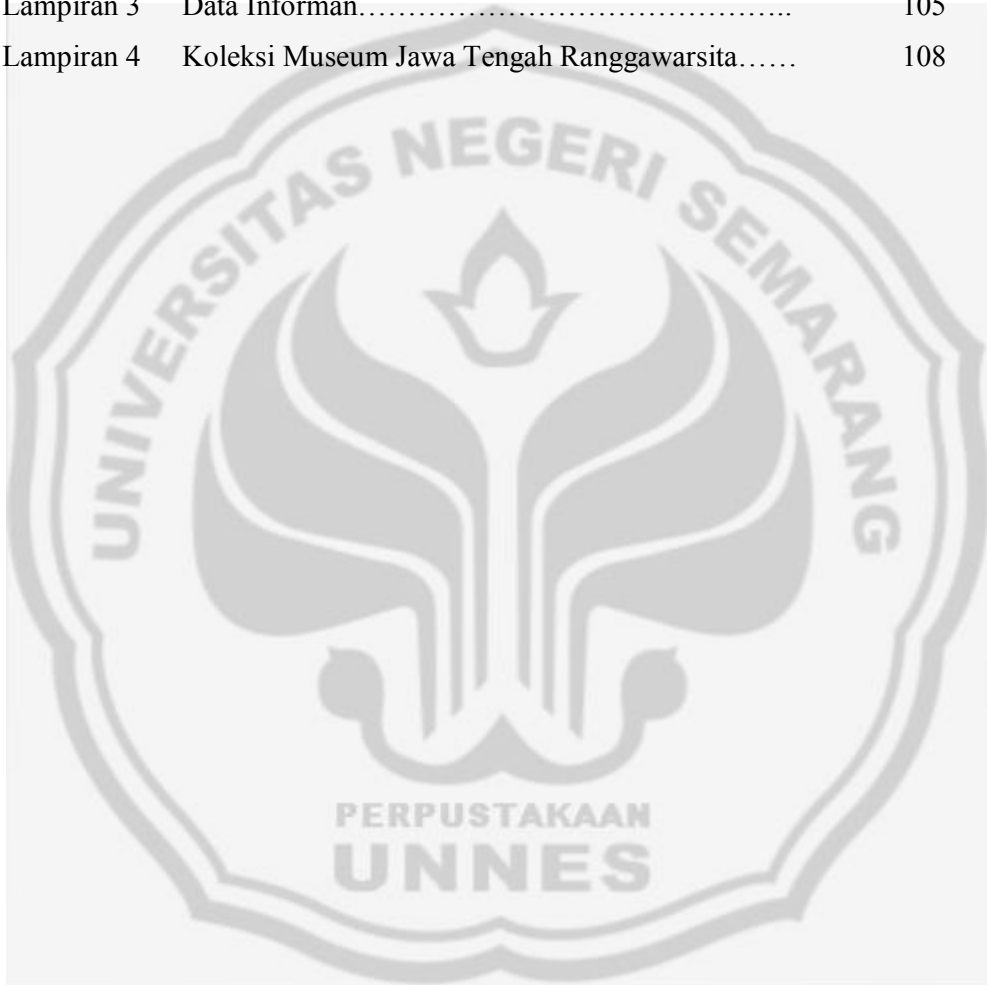 Lampiran 3 Data Informan…………………………………….. 105
Lampiran 4 Koleksi Museum Jawa Tengah Ranggawarsita…… 108
UNIVERSITAS NEGERI SEMARANG
PERPUSTAKAAN
UNNES